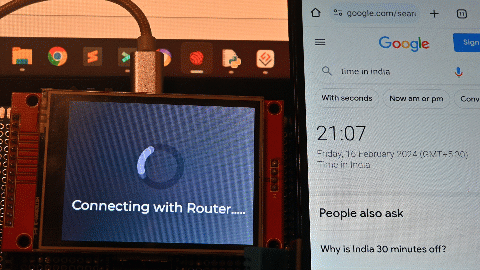 Connecting with Router.....
google.com/sear
Google
Sign
time in india
With seconds
Now am or pm
Conv
21:07
Friday, 16 February 2024 (GMT+5:30)
Time in India
People also ask
Why is India 30 minutes off?